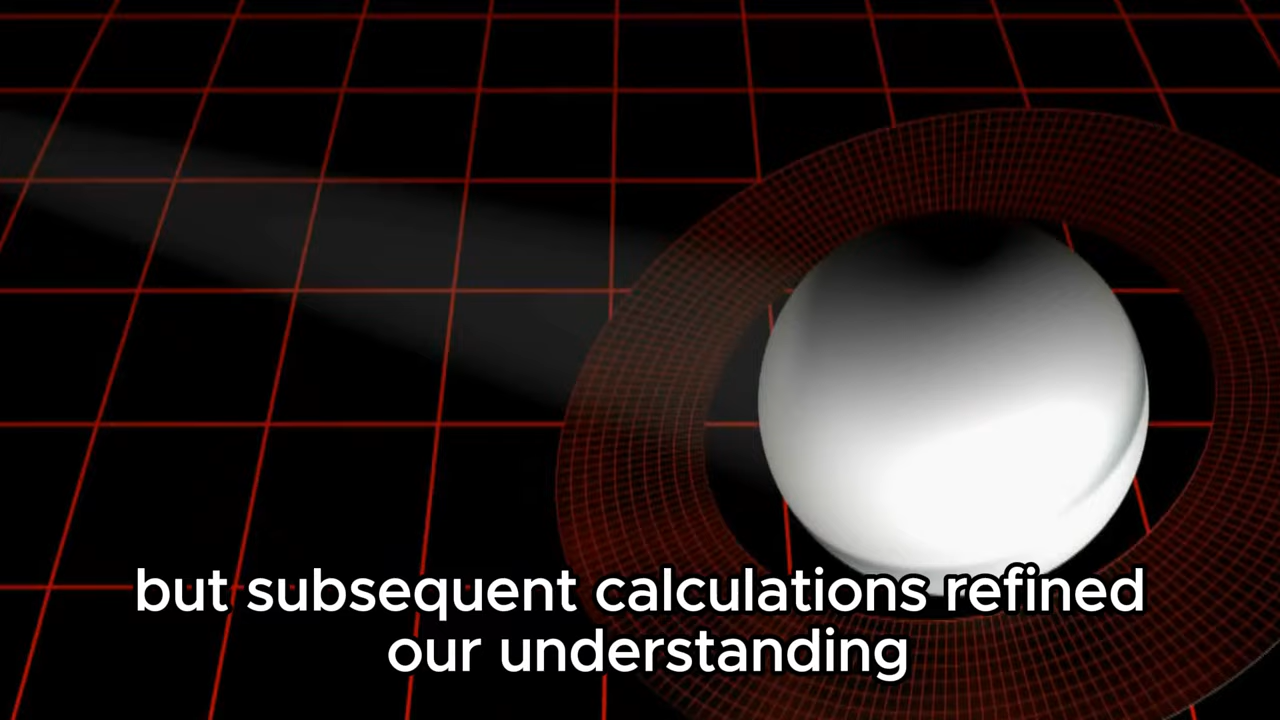 but subsequent calculations refined
our understanding